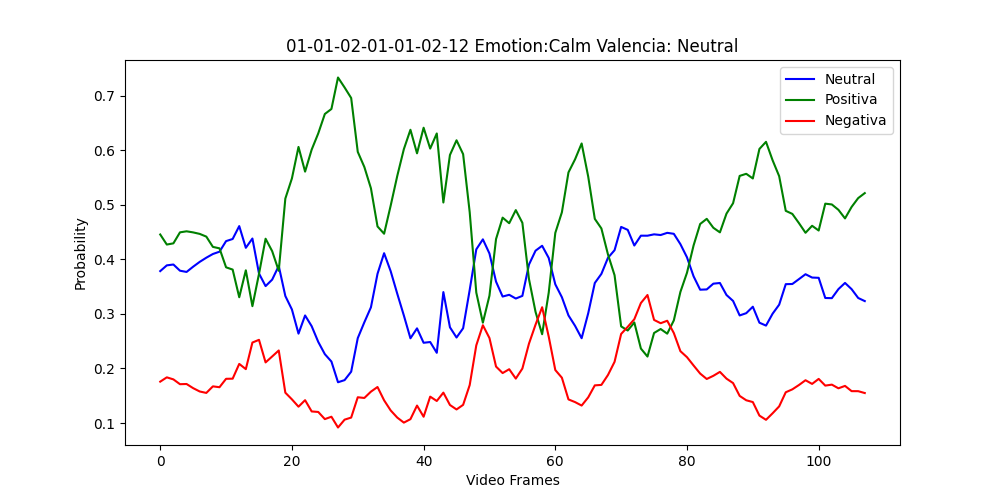 01-01-02-01-01-02-12 Emotion:Calm Valencia: Neutral
Neutral
Positiva
Negativa
Probability
0.7
0.6
0.5
0.4
0.3
0.2
0.1
0 20 40 60 80 100
Video Frames